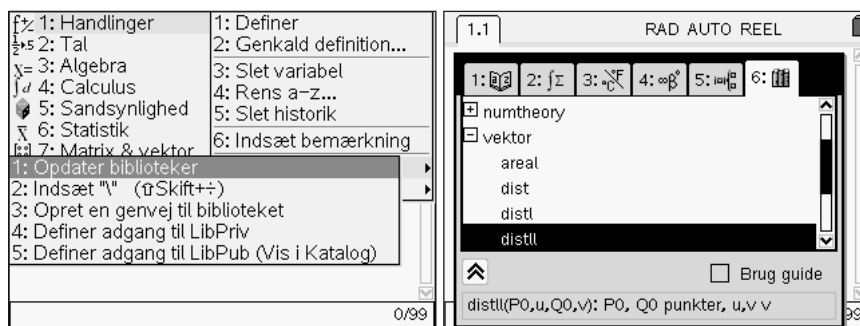 1: Handlinger
2: Tal
3: Algebra
4: Calculus
5: Sandsynlighed
6: Statistik
7: Matrix & vektor
1: Definer
2: Genkald definition...
3: Slet variabel
4: Rens a-z...
5: Slet historik
6: Indsæt bemærkning
1: Opdater biblioteker
2: Indsæt "\" (⇧Skift+÷)
3: Opret en genvej til biblioteket
4: Definer adgang til LibPriv
5: Definer adgang til LibPub (Vis i Katalog)
0/99
1.1
RAD AUTO REEL
1: 2: ∫Σ 3: °C°F 4: ∞β° 5: 6:
numtheory
vektor
areal
dist
distl
distll
Brug guide
distll(P0,u,Q0,v): P0, Q0 punkter, u,v v
99